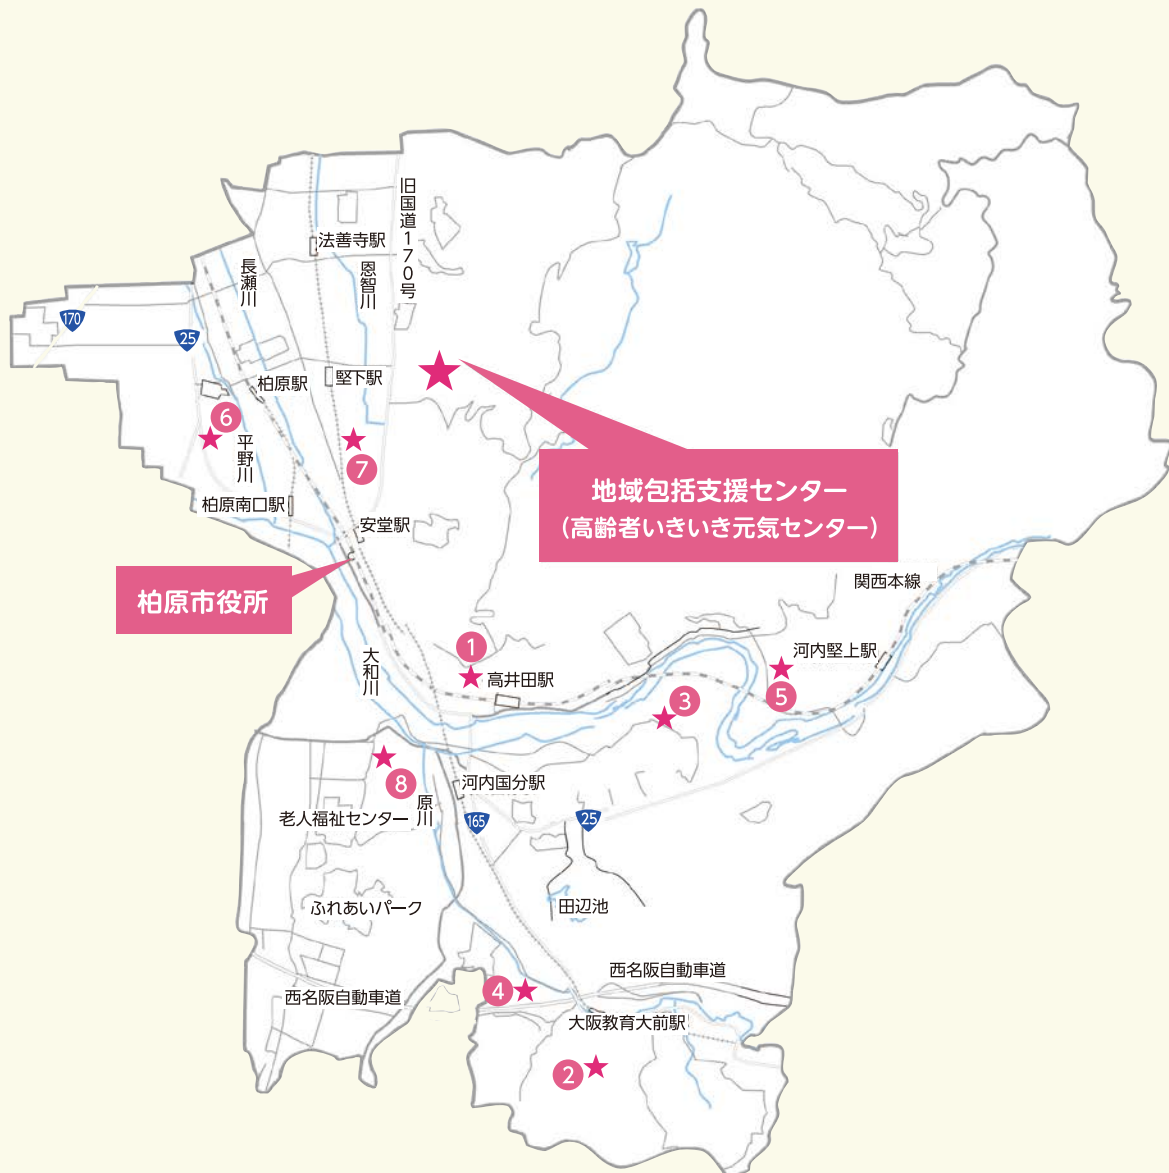 旧国道170号
法善寺駅
長瀬川
恩智川
170
25
柏原駅
堅下駅
6
平野川
7
地域包括支援センター
(高齢者いきいき元気センター)
柏原南口駅
安堂駅
関西本線
柏原市役所
大和川
1
高井田駅
河内堅上駅
3
5
8
河内国分駅
原川
老人福祉センター
165
25
ふれあいパーク
田辺池
西名阪自動車道
4
西名阪自動車道
大阪教育大前駅
2